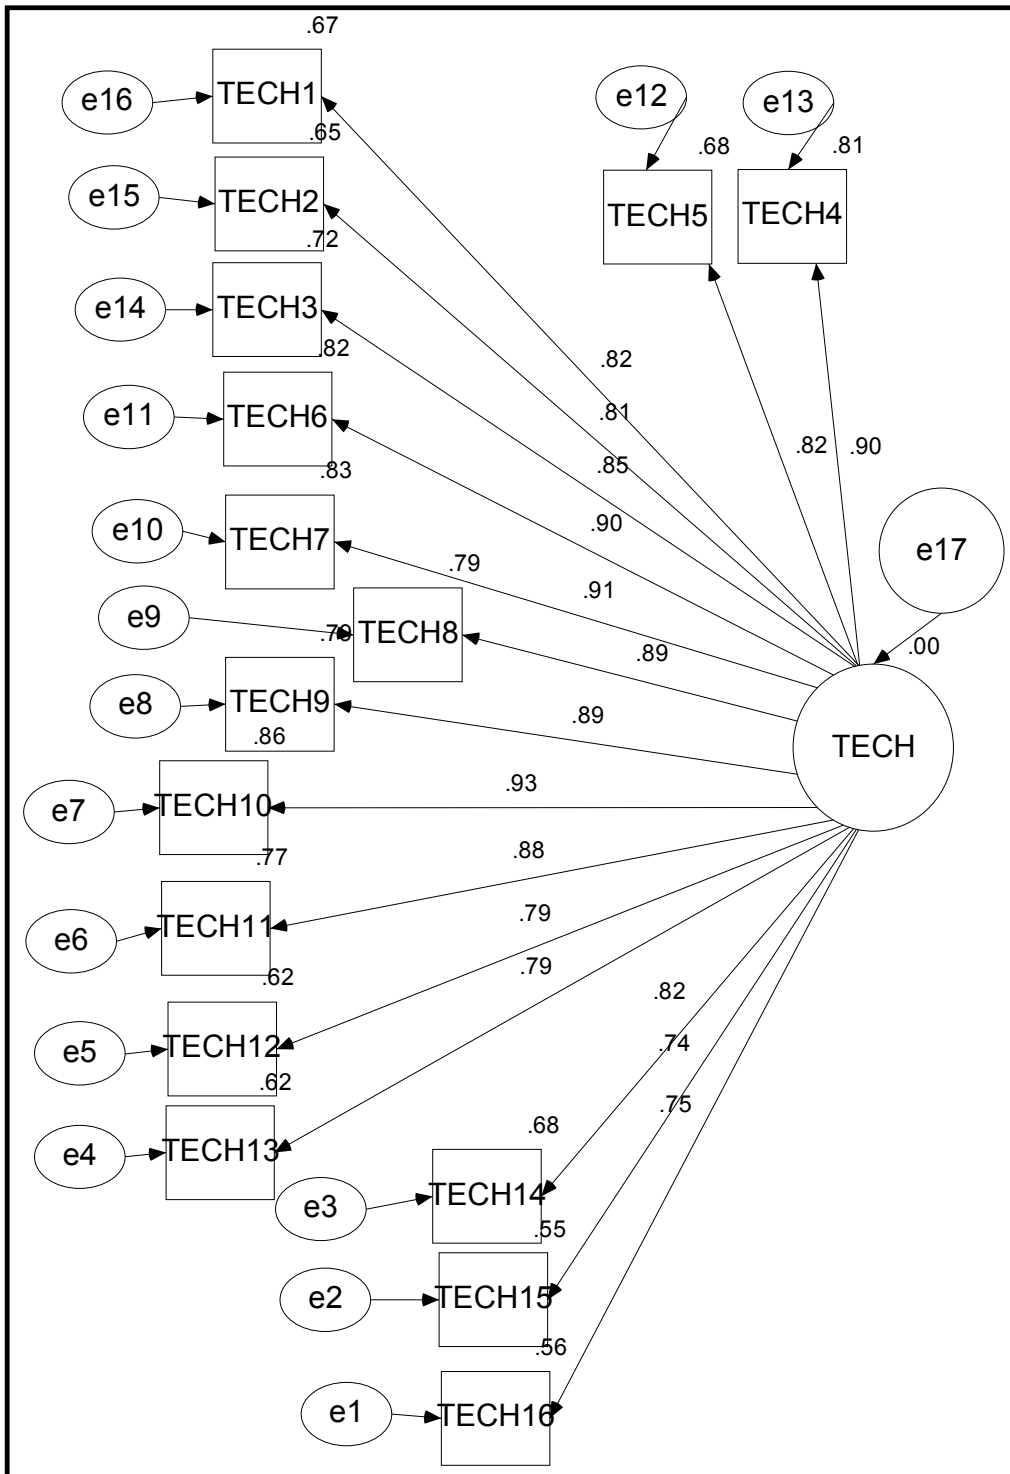 .67
e16 TECH1
e12 e13
.65 .68 .81
e15 TECH2
TECH5 TECH4
.72
e14 TECH3
.82 .82
e11 TECH6
.81
.82 .90
.83 .85
.90
e10 TECH7
e17
.79 .91
e9 .79 TECH8
.89 .00
e8 TECH9
.86 .89
TECH
e7 TECH10
.93
.77 .88
e6 TECH11
.79
.62 .79
.82
e5 TECH12
.74
.62
.75
e4 TECH13
.68
e3 TECH14
.55
e2 TECH15
.56
e1 TECH16